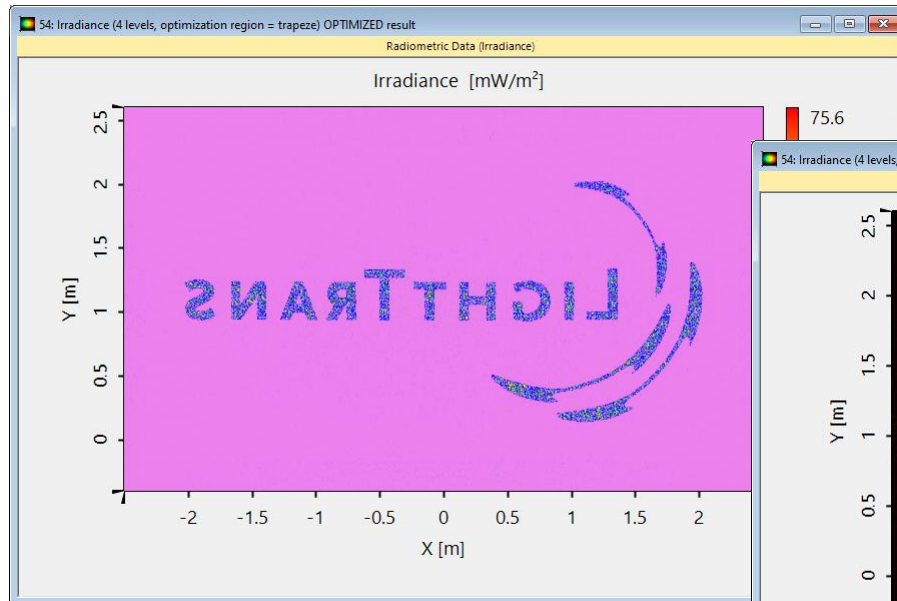 54: Irradiance (4 levels, optimization region = trapeze) OPTIMIZED result
Radiometric Data (Irradiance)
Irradiance [mW/m²]
75.6
54: Irradiance (4 levels,
2.5
2
1.5
1
0.5
0
Y [m]
LIGHTTRANS
-2 -1.5 -1 -0.5 0 0.5 1 1.5 2
X [m]
2.5
2
1.5
1
0.5
0
Y [m]